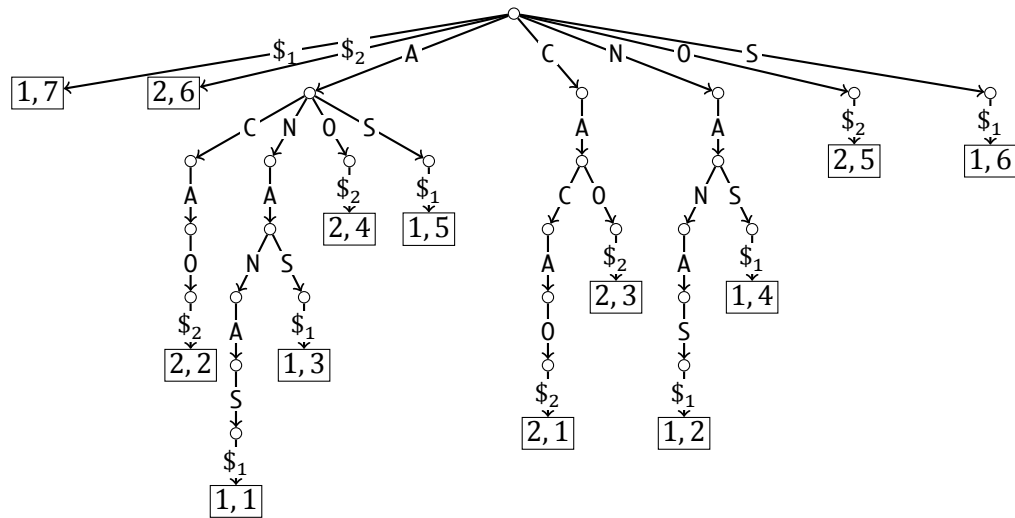 $₁ $₂ A C N O S
1, 7 2, 6
C N O S A A $₂ $₁
2, 5 1, 6
A A $₂ $₁ C O N S
2, 4 1, 5
O N S A $₂ A $₁
2, 3 1, 4
$₂ A $₁ O S
2, 2 1, 3
S $₂ $₁
2, 1 1, 2
$₁
1, 1